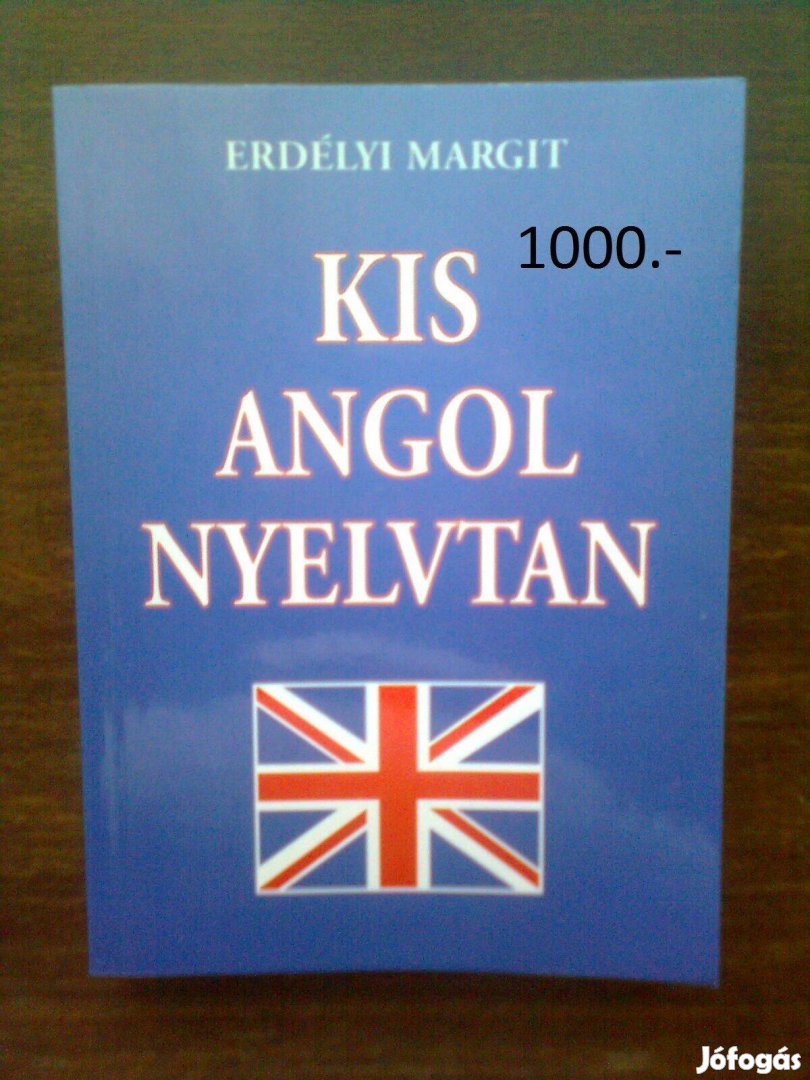 ERDÉLYI MARGIT
1000.-
KIS
ANGOL
NYELVTAN
Jófogás